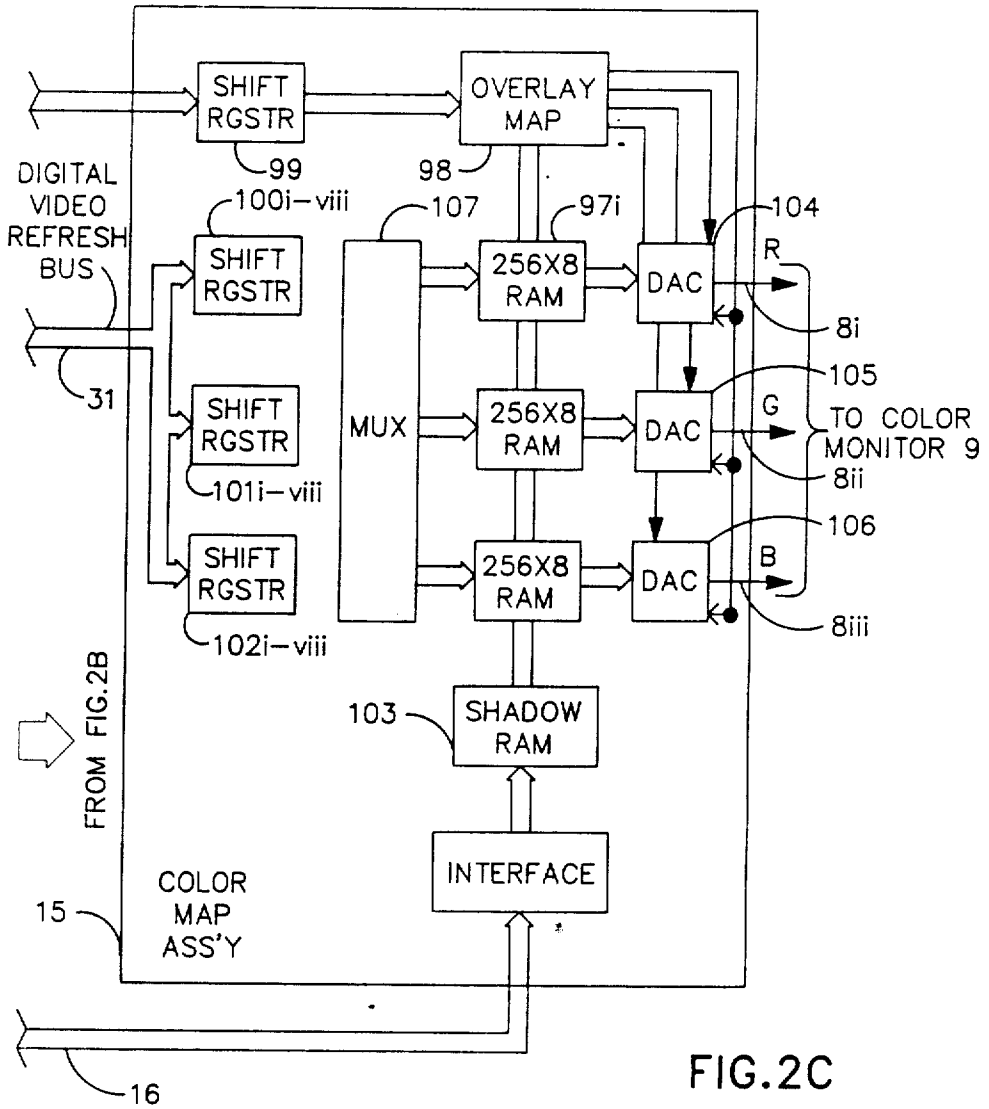 SHIFT
RGSTR
99
OVERLAY
MAP
98
DIGITAL
VIDEO
REFRESH
BUS
31
100i-viii
SHIFT
RGSTR
SHIFT
RGSTR
101i-viii
SHIFT
RGSTR
102i-viii
107
MUX
97i
256X8
RAM
256X8
RAM
256X8
RAM
104
DAC
R
8i
105
DAC
G
8ii
106
DAC
B
8iii
TO COLOR
MONITOR 9
103
SHADOW
RAM
FROM FIG.2B
INTERFACE
COLOR
MAP
ASS'Y
15
16
FIG.2C